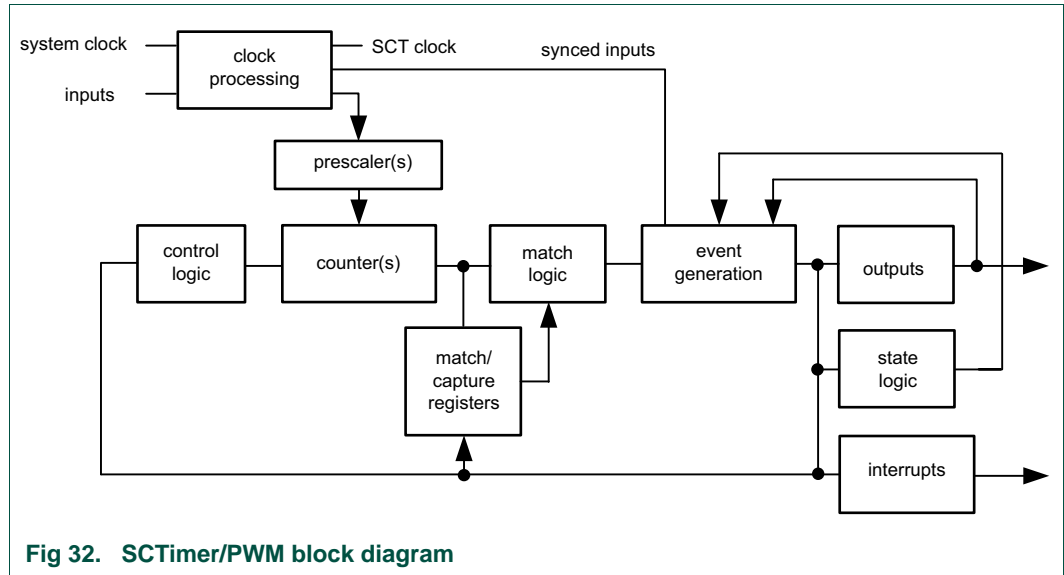 system clock
inputs
clock
processing
SCT clock
synced inputs
prescaler(s)
control
logic
counter(s)
match
logic
event
generation
outputs
match/
capture
registers
state
logic
interrupts
Fig 32. SCTimer/PWM block diagram